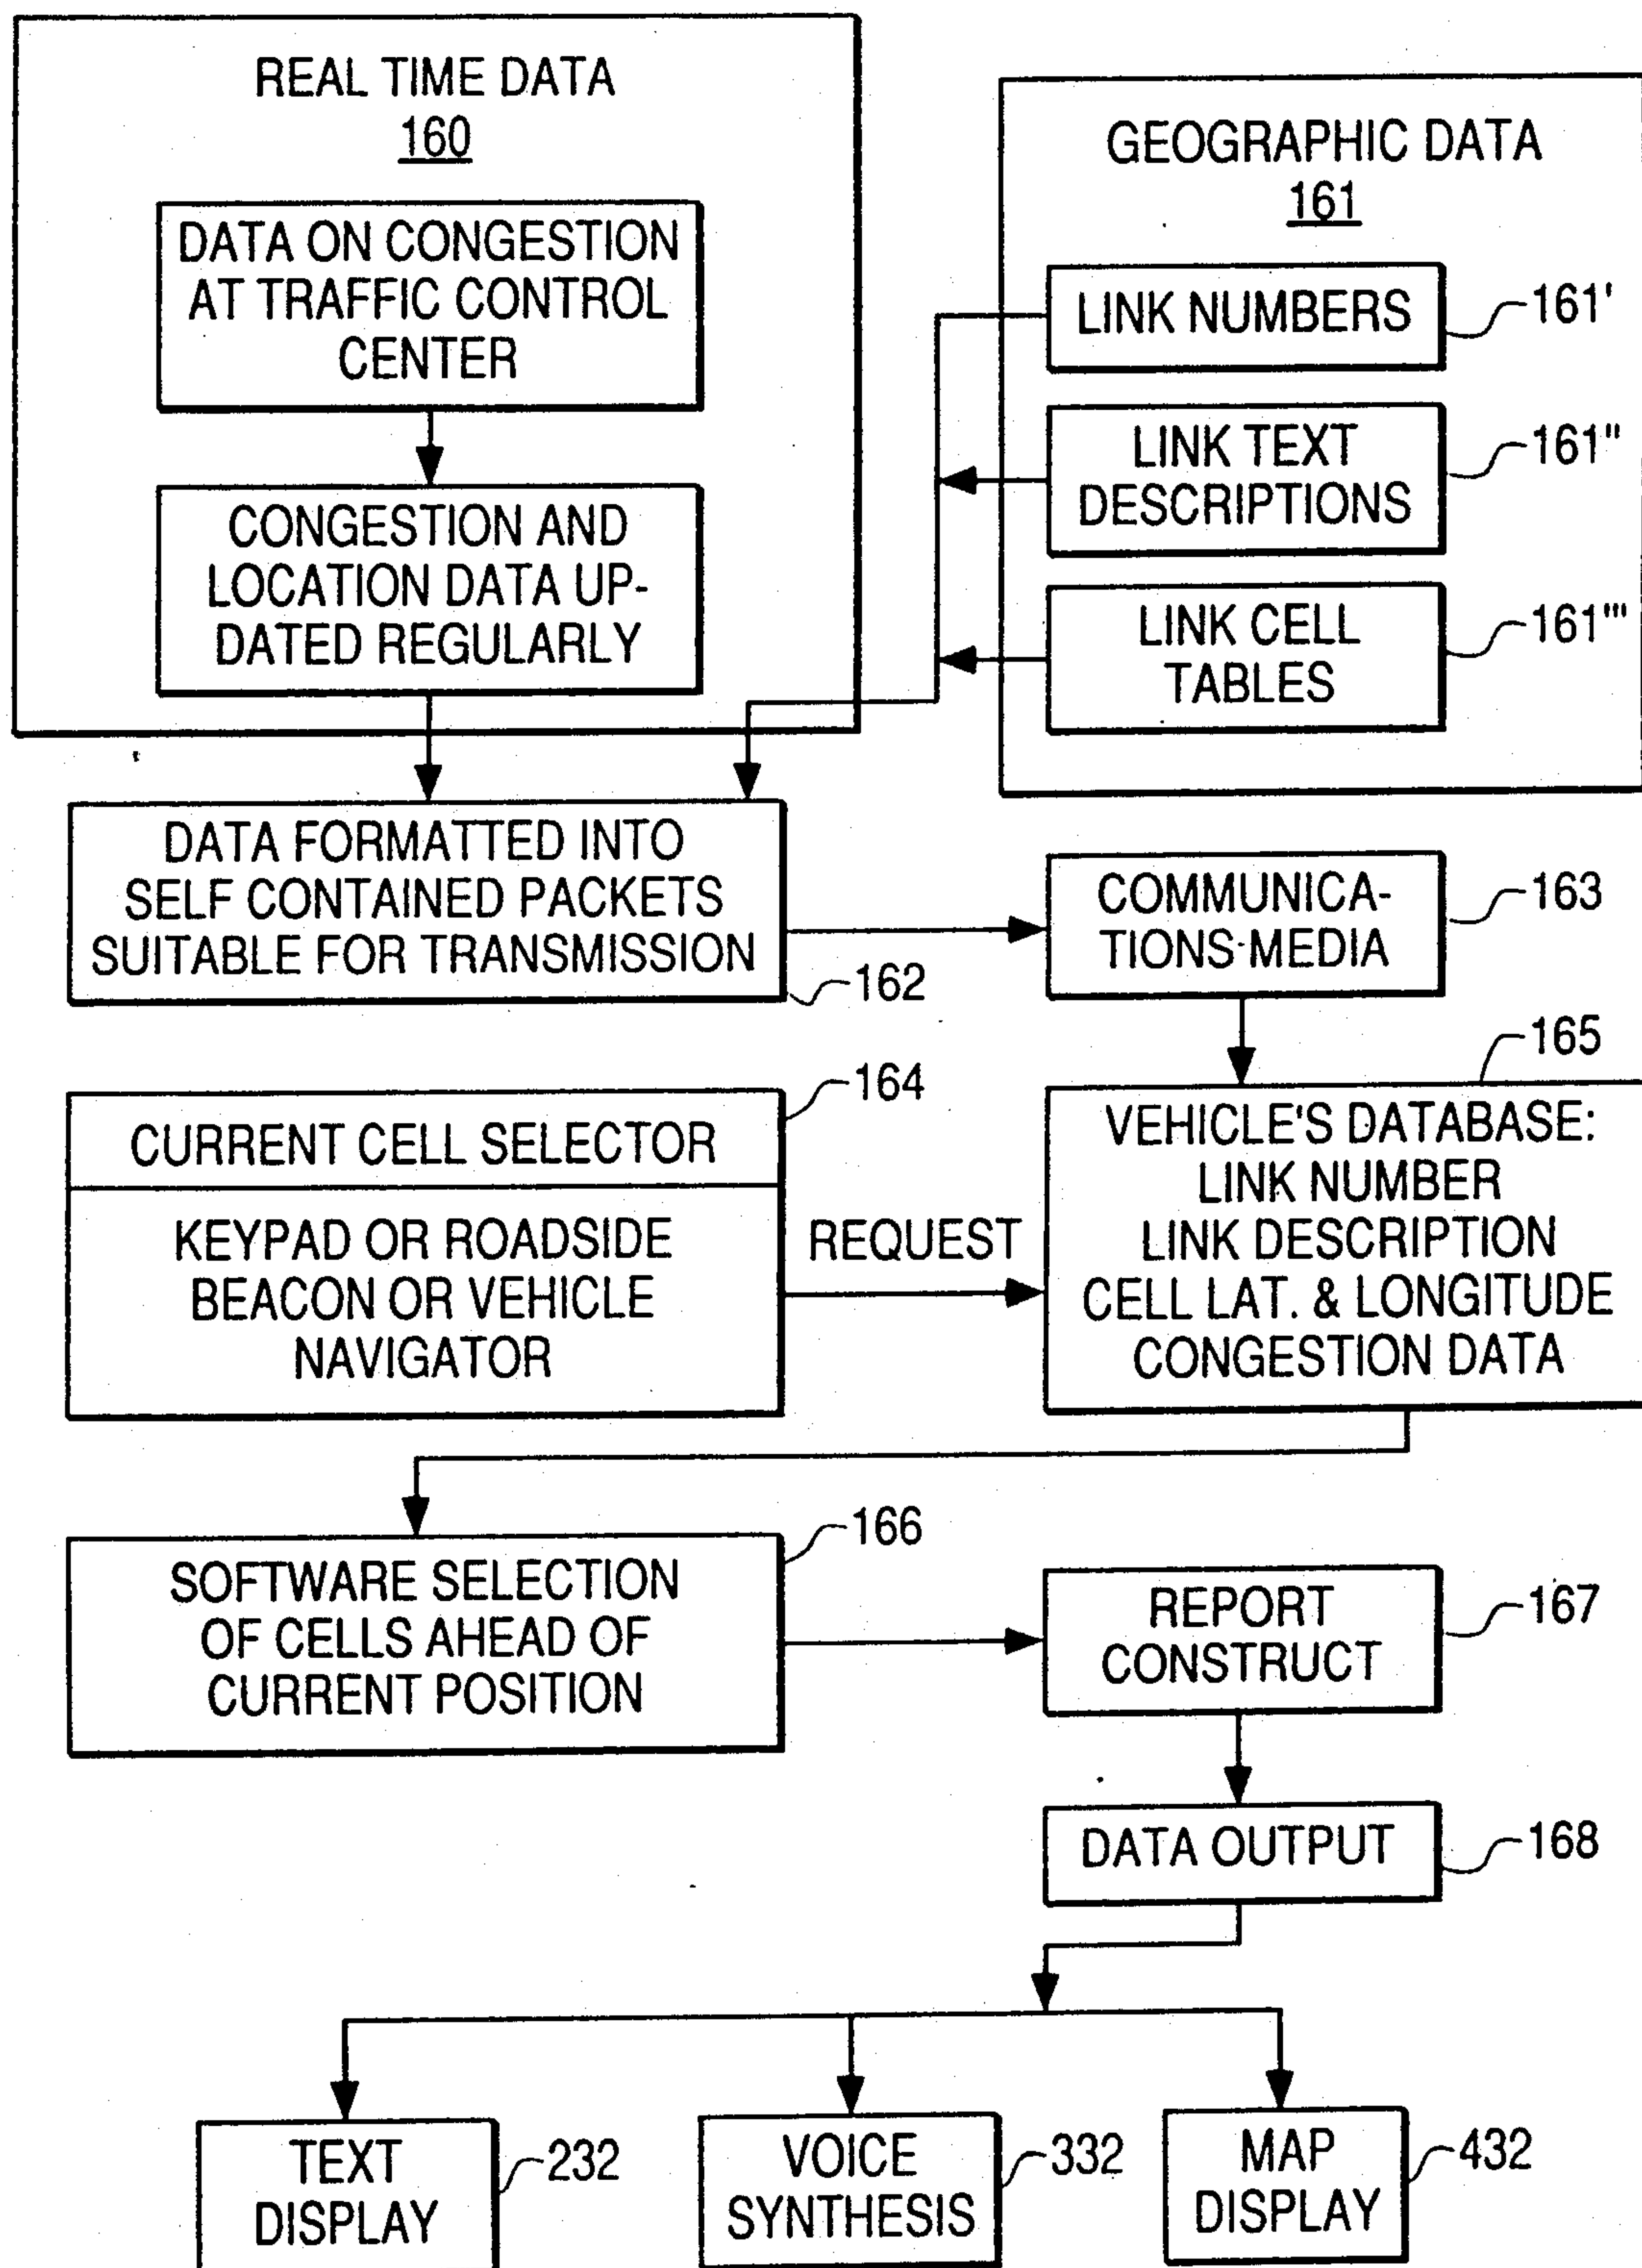 REAL TIME DATA
160
DATA ON CONGESTION
AT TRAFFIC CONTROL
CENTER
CONGESTION AND
LOCATION DATA UP-
DATED REGULARLY
GEOGRAPHIC DATA
161
LINK NUMBERS
161'
LINK TEXT
DESCRIPTIONS
161"
LINK CELL
TABLES
161'''
DATA FORMATTED INTO
SELF CONTAINED PACKETS
SUITABLE FOR TRANSMISSION
162
COMMUNICA-
TIONS-MEDIA
163
164
CURRENT CELL SELECTOR
KEYPAD OR ROADSIDE
BEACON OR VEHICLE
NAVIGATOR
REQUEST
165
VEHICLE'S DATABASE:
LINK NUMBER
LINK DESCRIPTION
CELL LAT. & LONGITUDE
CONGESTION DATA
166
SOFTWARE SELECTION
OF CELLS AHEAD OF
CURRENT POSITION
REPORT
CONSTRUCT
167
DATA OUTPUT
168
TEXT
DISPLAY
232
VOICE
SYNTHESIS
332
MAP
DISPLAY
432